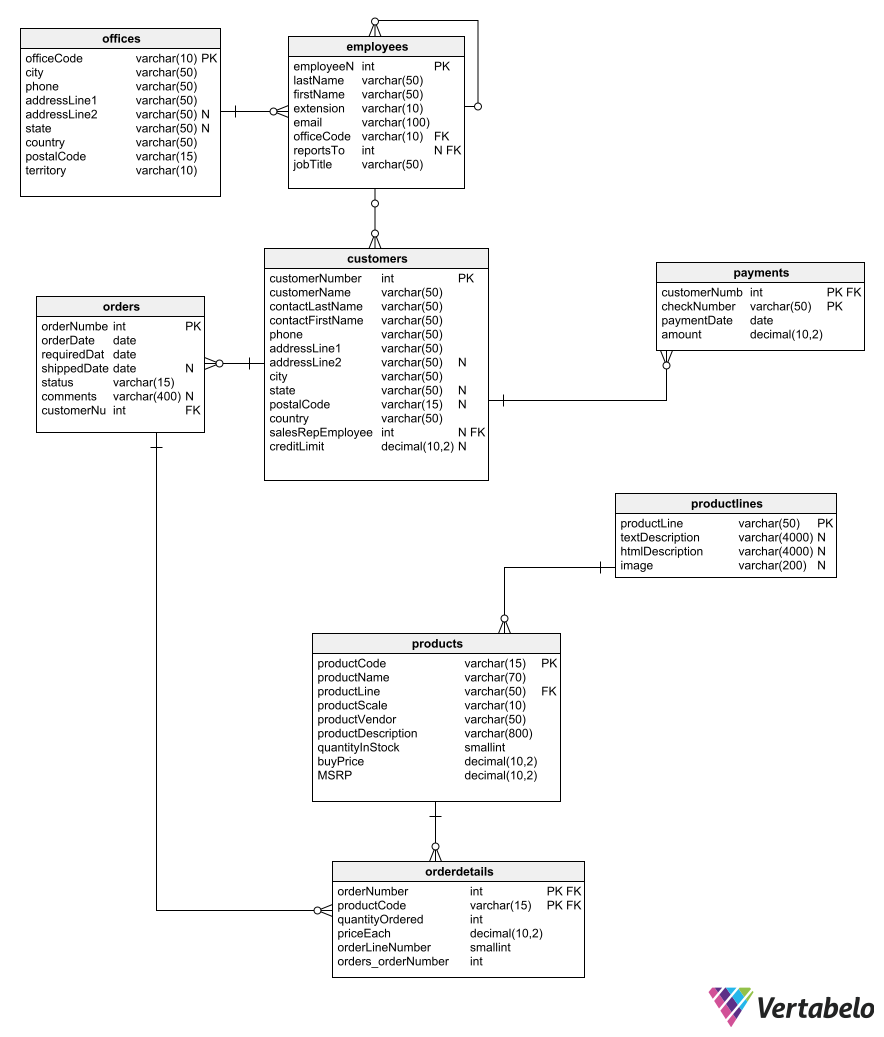 offices
officeCode varchar(10) PK
city varchar(50)
phone varchar(50)
addressLine1 varchar(50)
addressLine2 varchar(50) N
state varchar(50) N
country varchar(50)
postalCode varchar(15)
territory varchar(10)
employees
employeeN int PK
lastName varchar(50)
firstName varchar(50)
extension varchar(10)
email varchar(100)
officeCode varchar(10) FK
reportsTo int N FK
jobTitle varchar(50)
customers
customerNumber int PK
customerName varchar(50)
contactLastName varchar(50)
contactFirstName varchar(50)
phone varchar(50)
addressLine1 varchar(50)
addressLine2 varchar(50) N
city varchar(50)
state varchar(50) N
postalCode varchar(15) N
country varchar(50)
salesRepEmployee int N FK
creditLimit decimal(10,2) N
payments
customerNumb int PK FK
checkNumber varchar(50) PK
paymentDate date
amount decimal(10,2)
orders
orderNumbe int PK
orderDate date
requiredDat date
shippedDate date N
status varchar(15)
comments varchar(400) N
customerNu int FK
productlines
productLine varchar(50) PK
textDescription varchar(4000) N
htmlDescription varchar(4000) N
image varchar(200) N
products
productCode varchar(15) PK
productName varchar(70)
productLine varchar(50) FK
productScale varchar(10)
productVendor varchar(50)
productDescription varchar(800)
quantityInStock smallint
buyPrice decimal(10,2)
MSRP decimal(10,2)
orderdetails
orderNumber int PK FK
productCode varchar(15) PK FK
quantityOrdered int
priceEach decimal(10,2)
orderLineNumber smallint
orders_orderNumber int
Vertabelo